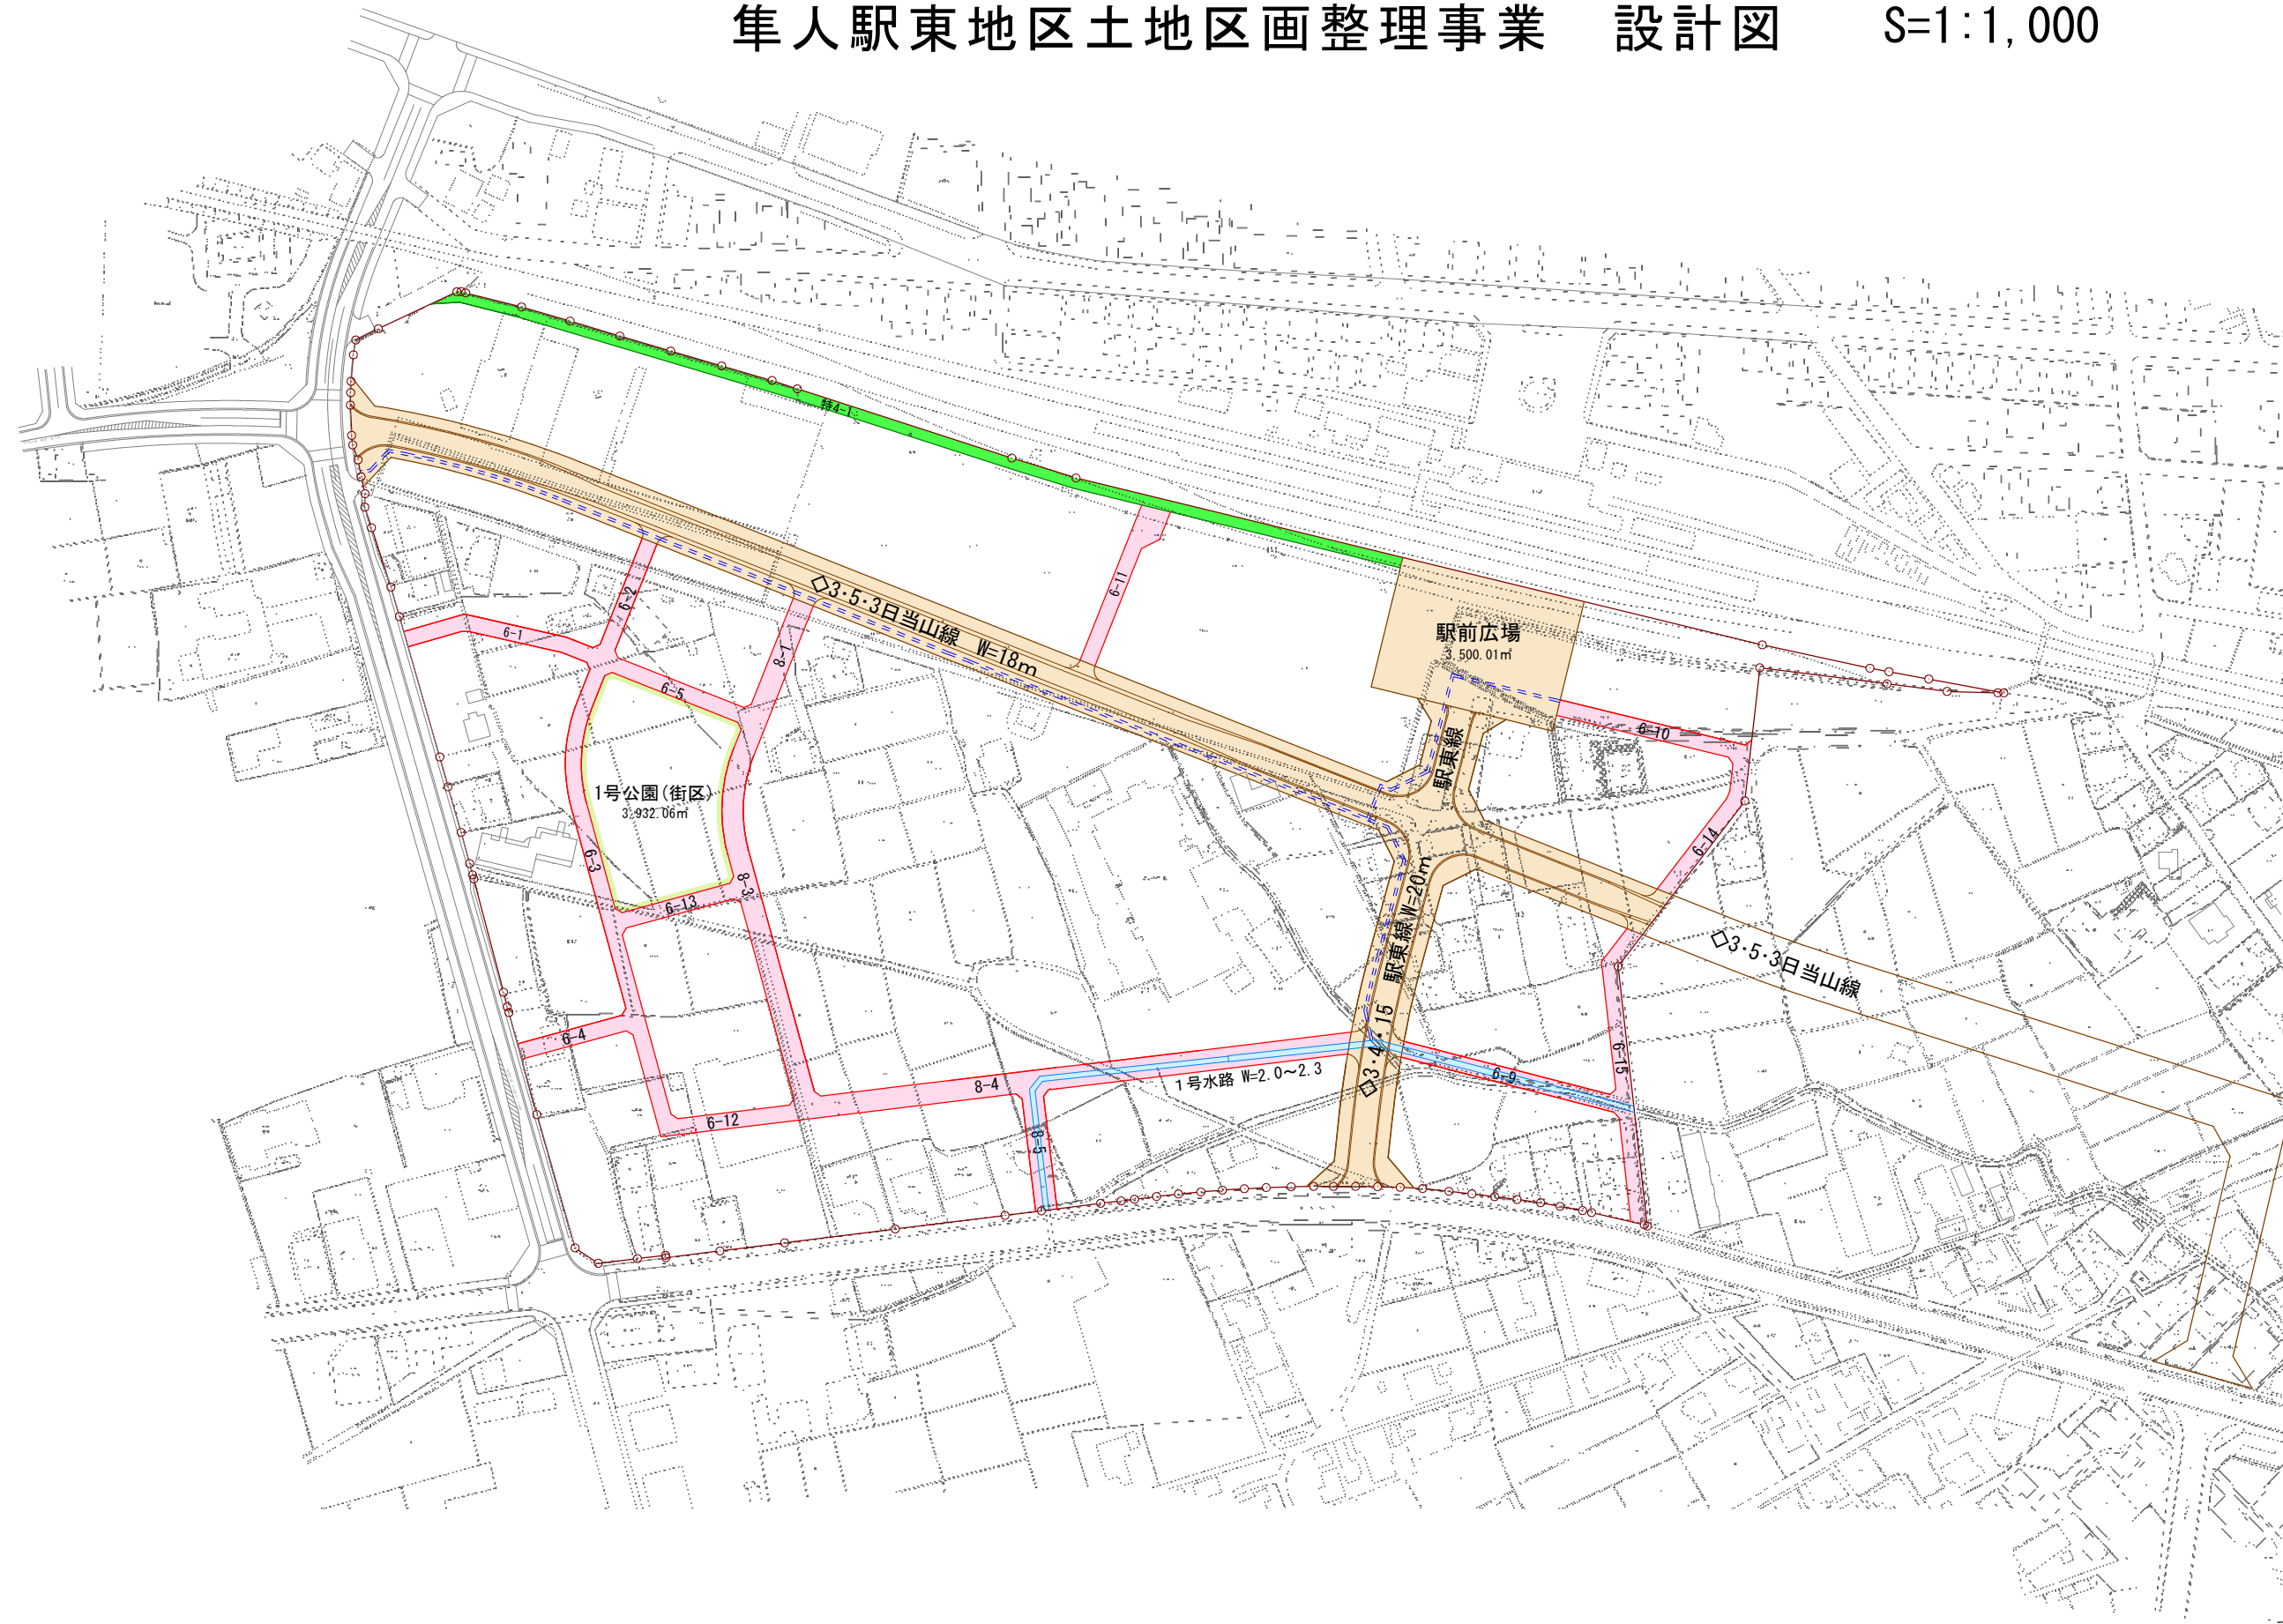 隼人駅東地区土地区画整理事業　設計図　S=1:1,000
特4-1
6-11
6-2
6-1
8-1
◇3・5・3日当山線　W=18m
駅前広場
3,500.01㎡
6-5
6-10
駅東線
1号公園(街区)
3,932.06㎡
6-14
6-3
8-3
6-13
◇3・4・15　駅東線W=20m
◇3・5・3日当山線
6-4
6-15
6-9
8-4
1号水路 W=2.0～2.3
6-12
8-5